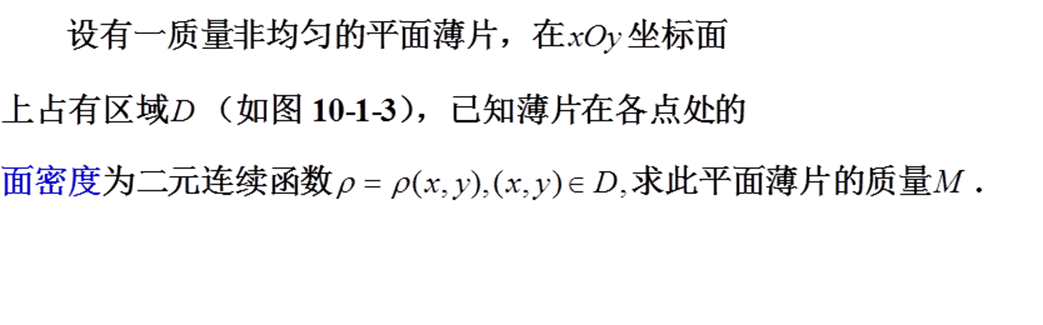 设有一质量非均匀的平面薄片，在xOy坐标面
上占有区域D（如图 10-1-3），已知薄片在各点处的
面密度为二元连续函数ρ = ρ(x,y),(x,y)∈D,求此平面薄片的质量M．